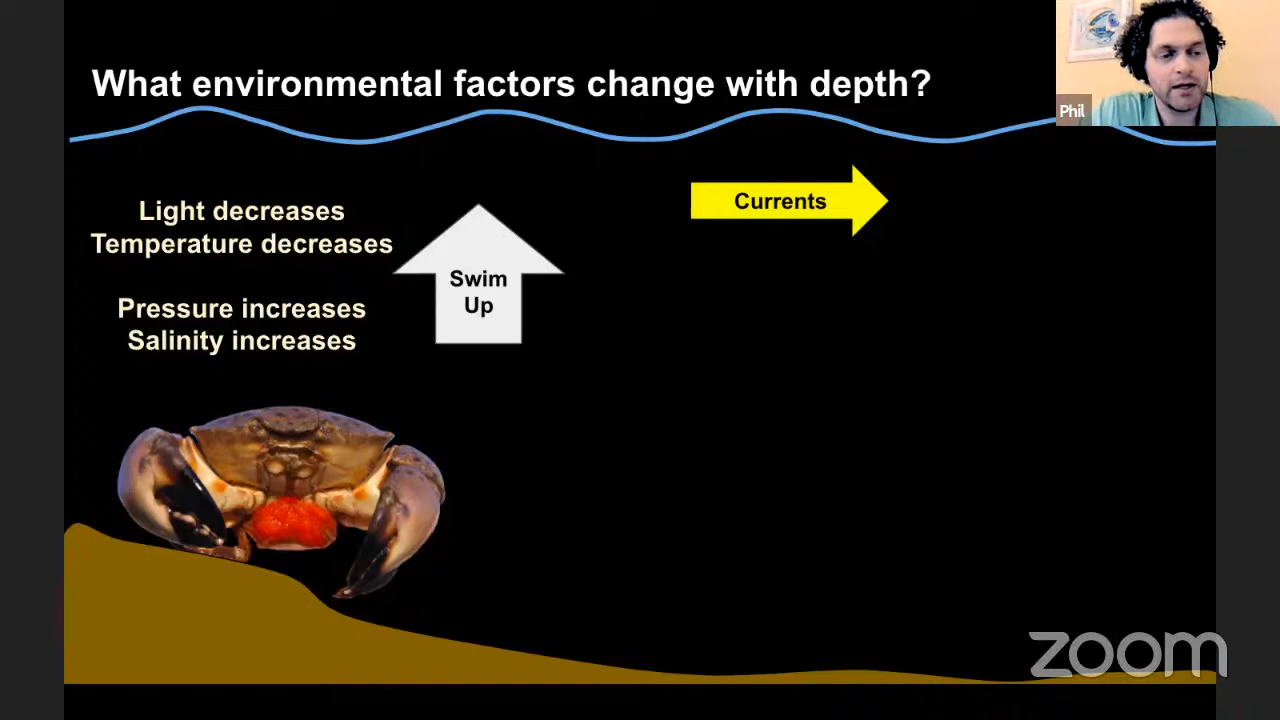 What environmental factors change with depth?
Phil
Light decreases
Temperature decreases
Pressure increases
Salinity increases
Swim
Up
Currents
zoom